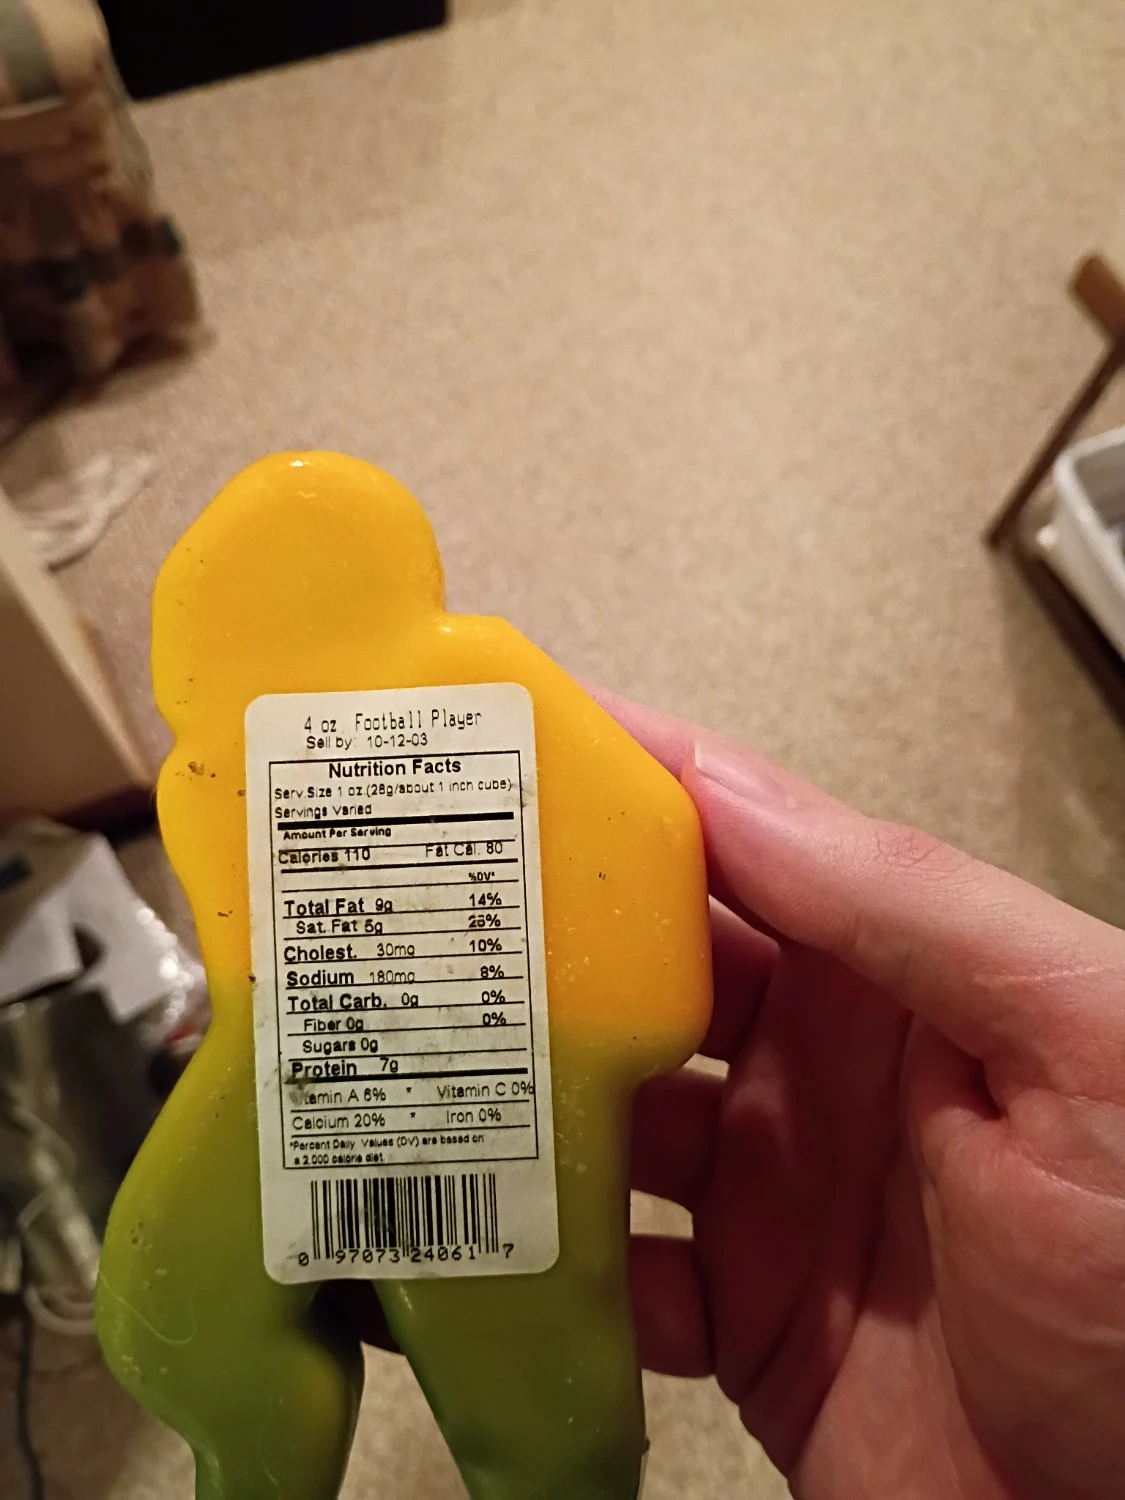 4 oz. Football Player
Sell by: 10-12-03
Nutrition Facts
Serv.Size 1 oz.(28g/about 1 inch cube)
Servings Varied
Amount Per Serving
Calories 110 Fat Cal. 80
%DV*
Total Fat 9g 14%
Sat. Fat 5g 25%
Cholest. 30mg 10%
Sodium 180mg 8%
Total Carb. 0g 0%
Fiber 0g 0%
Sugars 0g
Protein 7g
Vitamin A 6% * Vitamin C 0%
Calcium 20% * Iron 0%
*Percent Daily Values (DV) are based on
a 2,000 calorie diet.
0 97073 24061 7